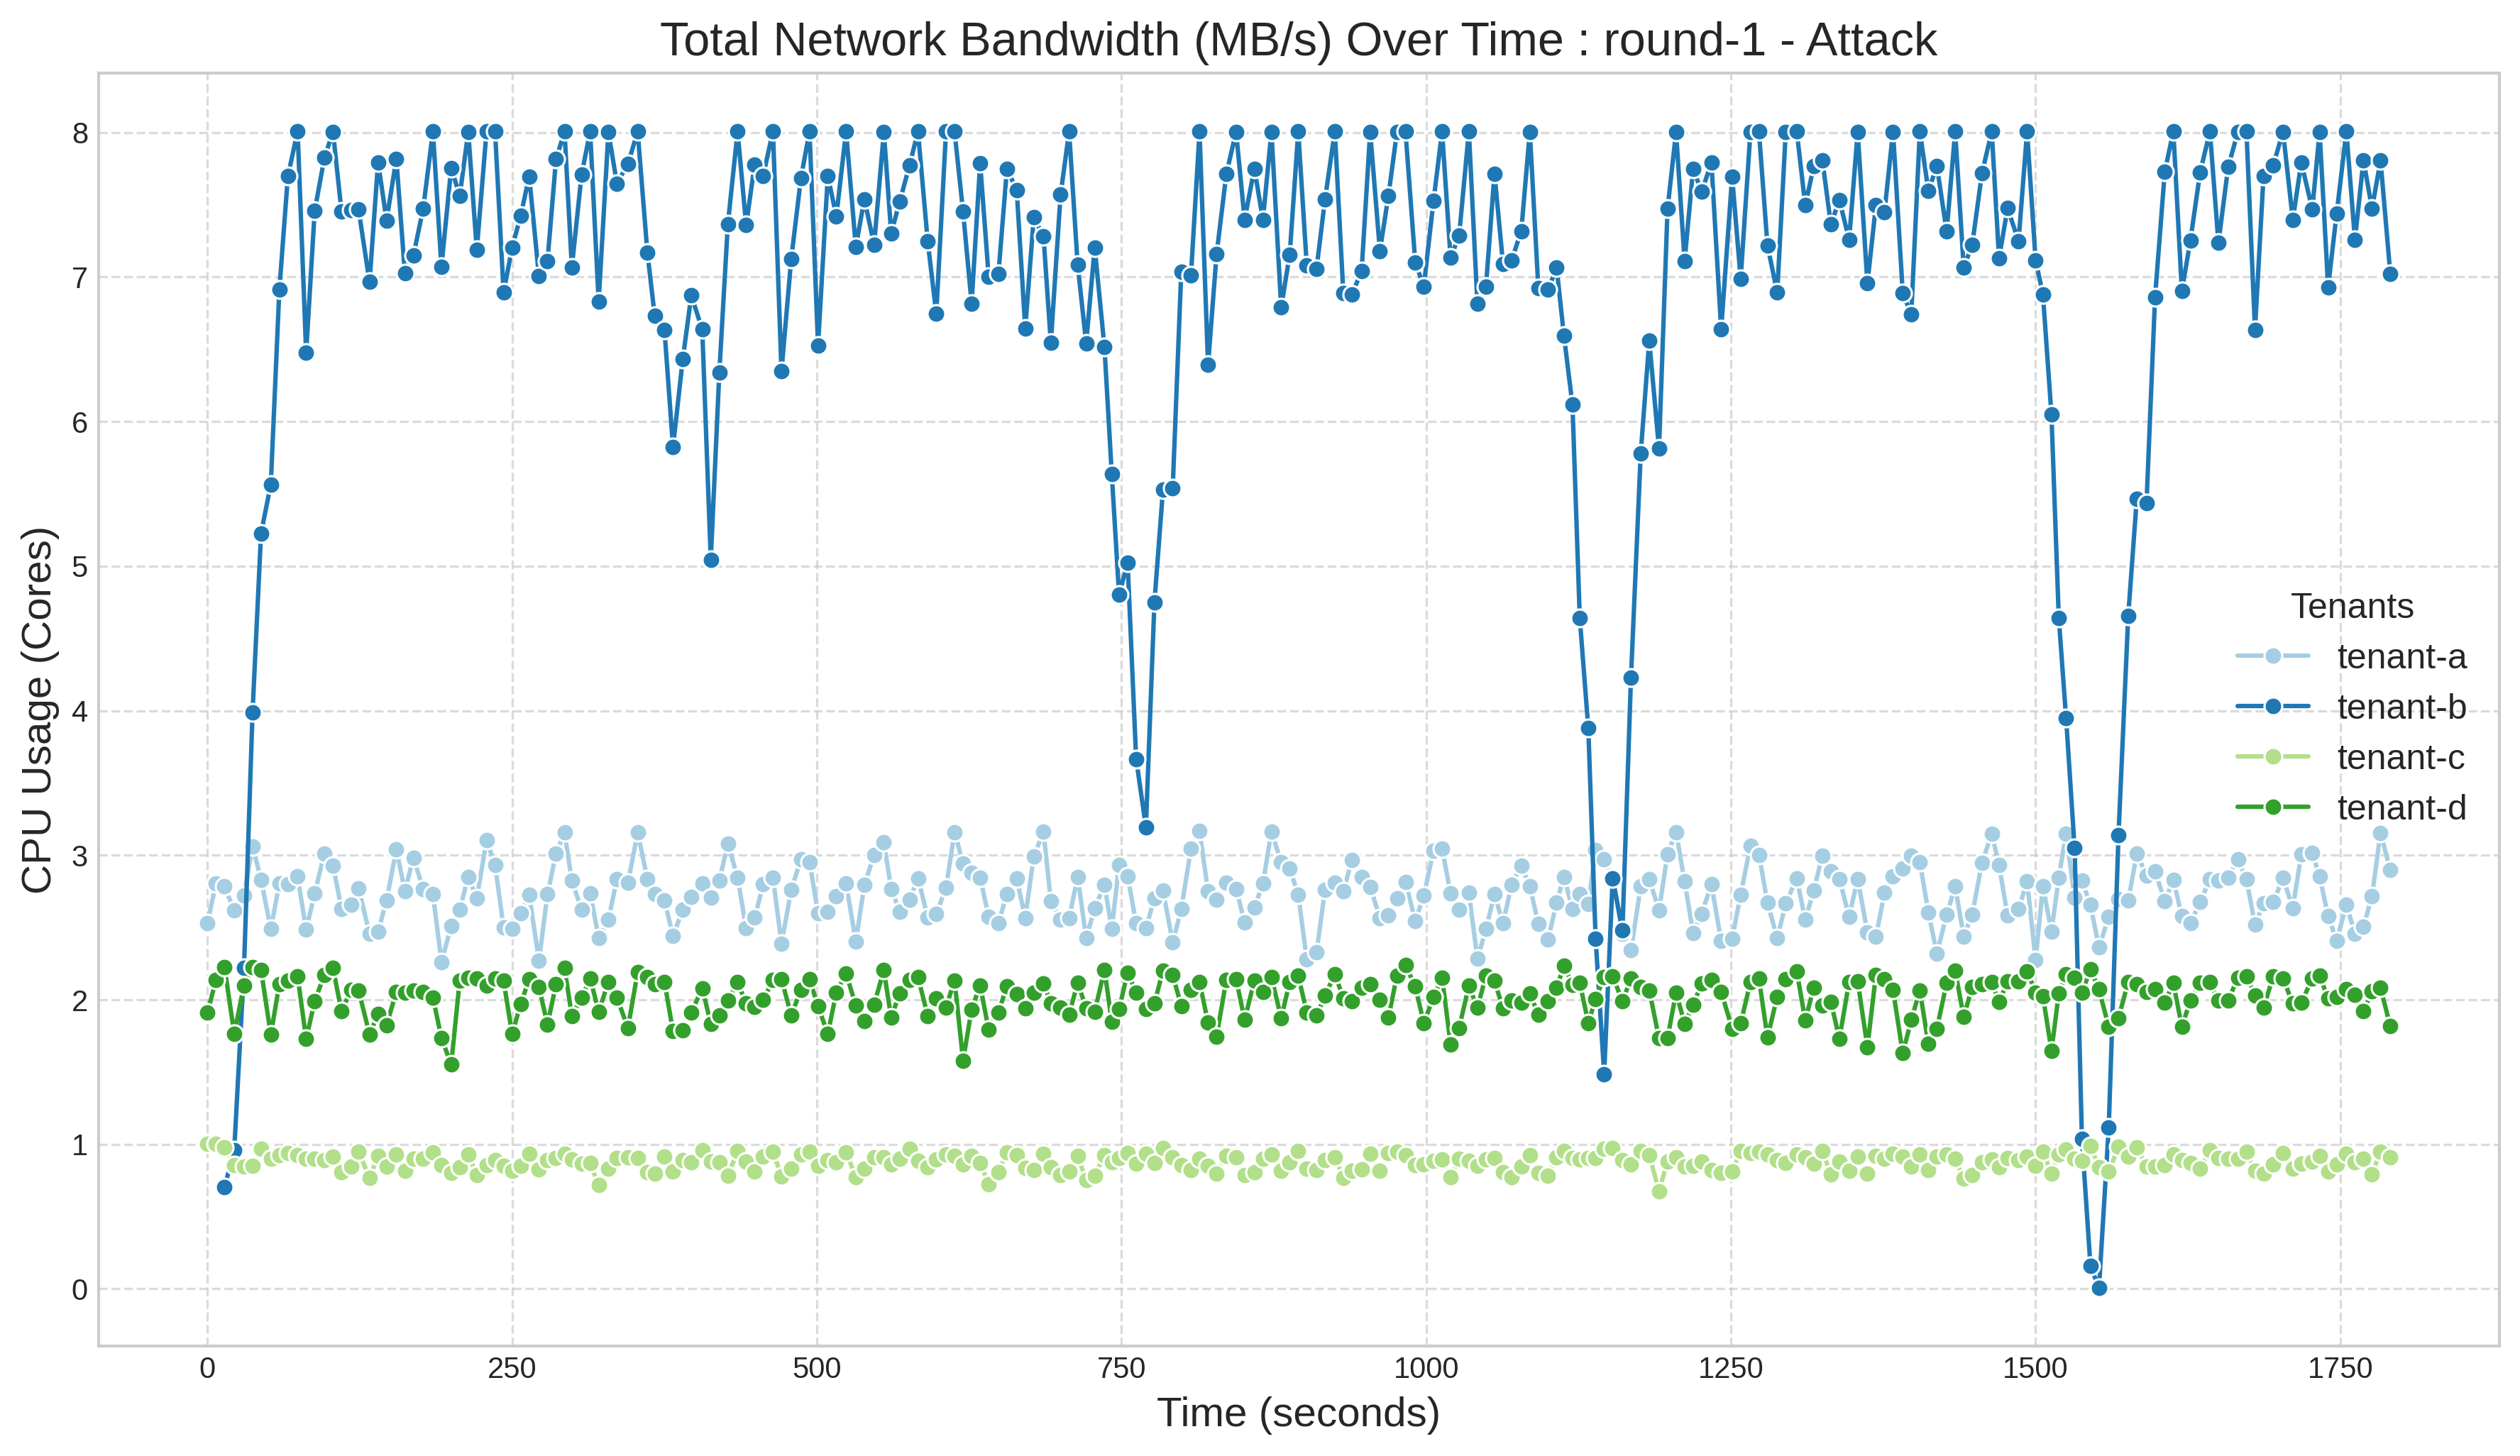 Total Network Bandwidth (MB/s) Over Time : round-1 - Attack
CPU Usage (Cores)
8
7
6
5
4
3
2
1
0
Tenants
tenant-a
tenant-b
tenant-c
tenant-d
0 250 500 750 1000 1250 1500 1750
Time (seconds)